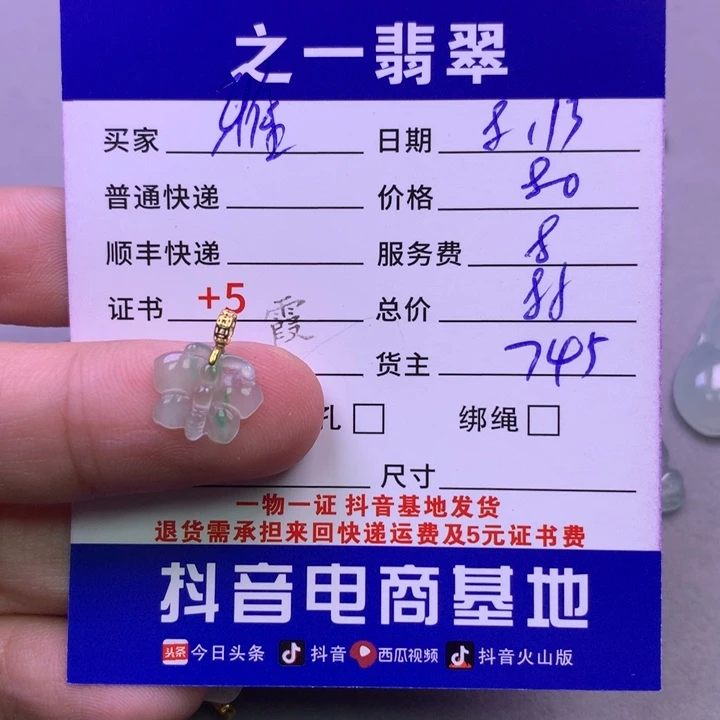 之一翡翠
买家 日期 8.13
普通快递 价格 80
顺丰快递 服务费 8
证书 +5 霞 总价 88
货主 745
孔 绑绳
尺寸
一物一证 抖音基地发货
退货需承担来回快递运费及5元证书费
抖音电商基地
头条 今日头条 抖音 西瓜视频 抖音火山版